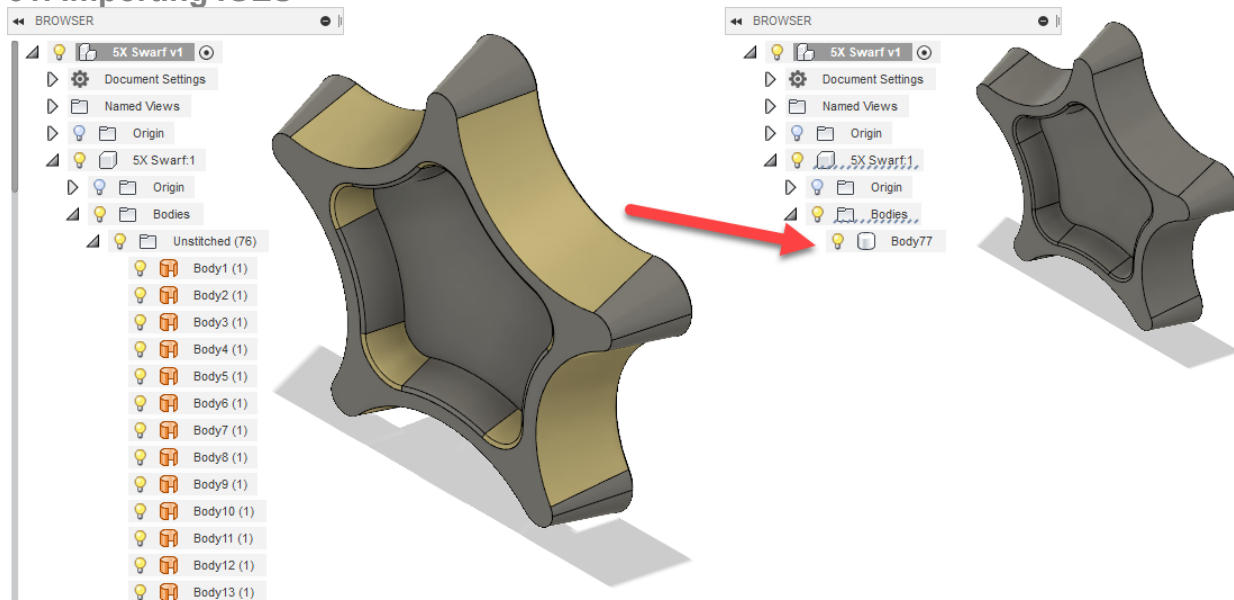 BROWSER
5X Swarf v1
Document Settings
Named Views
Origin
5X Swarf:1
Origin
Bodies
Unstitched (76)
Body1 (1)
Body2 (1)
Body3 (1)
Body4 (1)
Body5 (1)
Body6 (1)
Body7 (1)
Body8 (1)
Body9 (1)
Body10 (1)
Body11 (1)
Body12 (1)
Body13 (1)
BROWSER
5X Swarf v1
Document Settings
Named Views
Origin
5X Swarf:1
Origin
Bodies
Body77